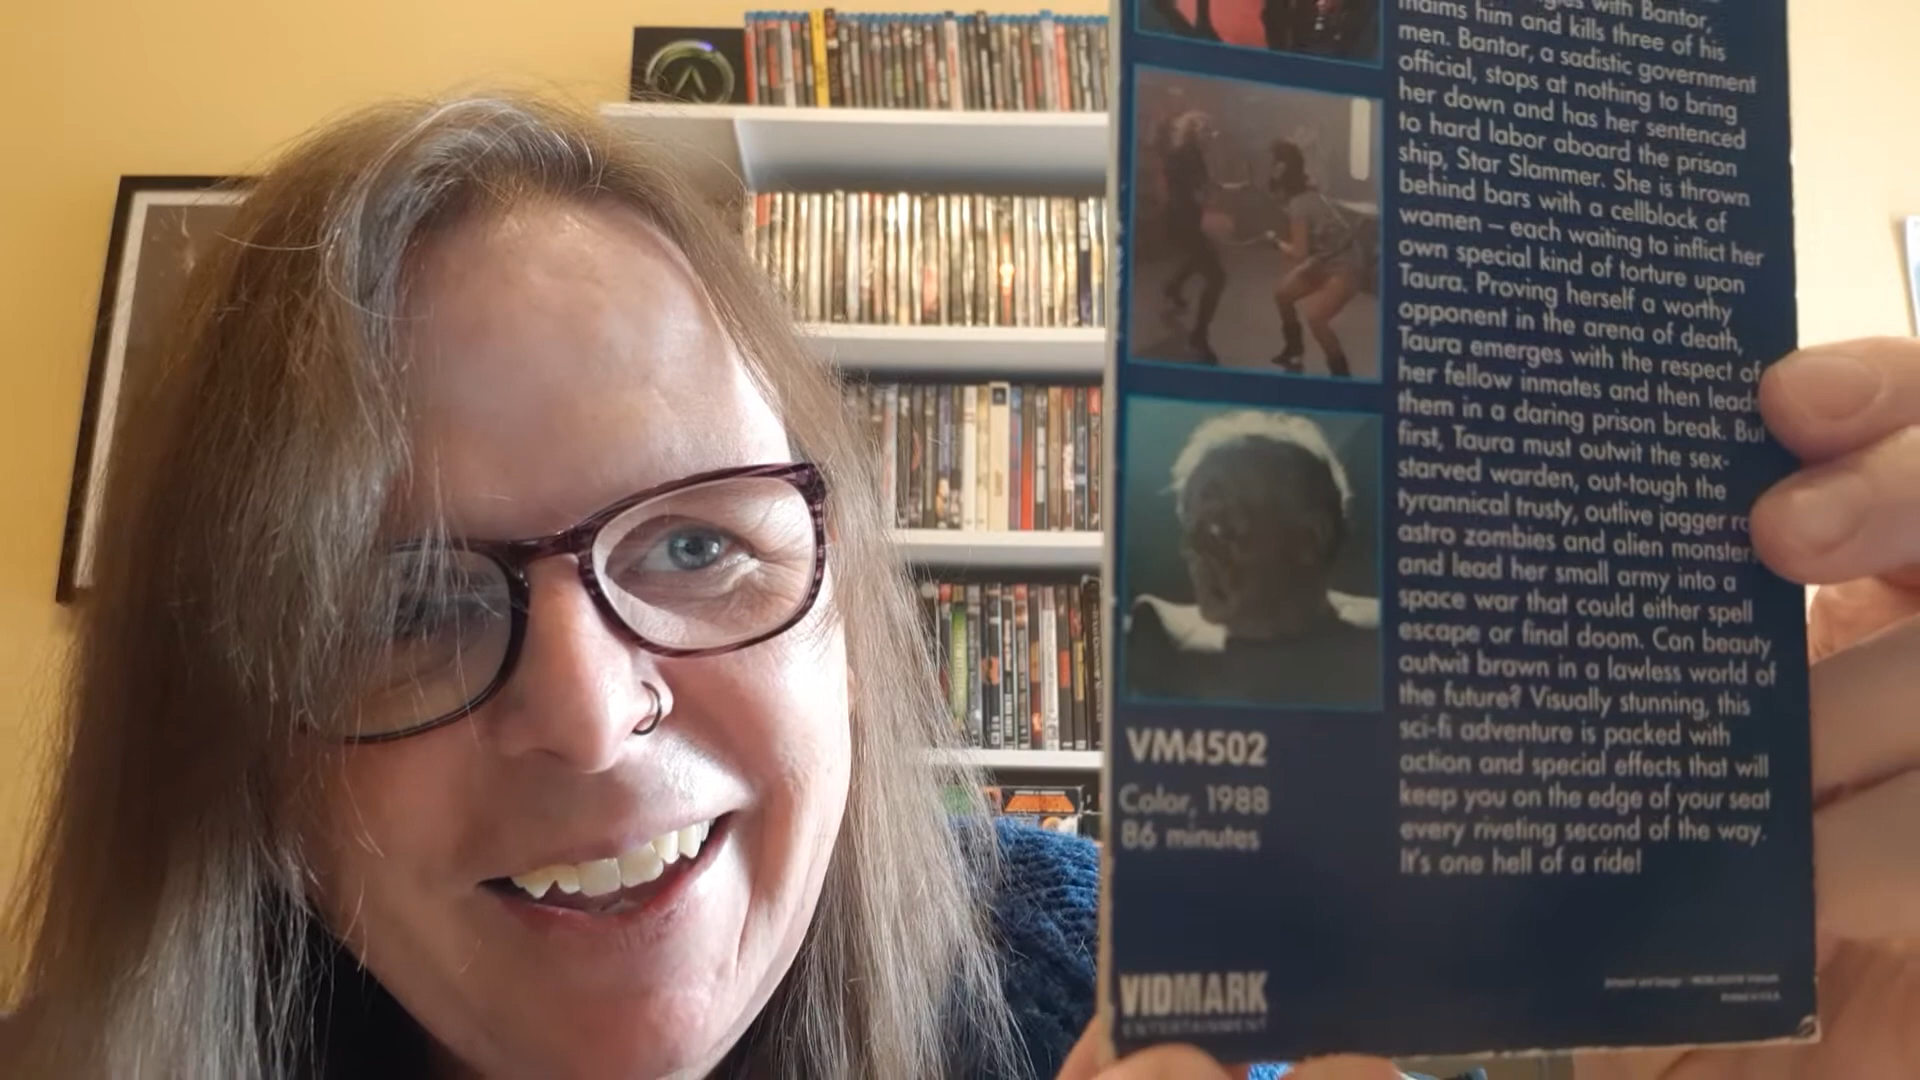 with Bantor,
maims him and kills three of his
men. Bantor, a sadistic government
official, stops at nothing to bring
her down and has her sentenced
to hard labor aboard the prison
ship, Star Slammer. She is thrown
behind bars with a cellblock of
women – each waiting to inflict her
own special kind of torture upon
Taura. Proving herself a worthy
opponent in the arena of death,
Taura emerges with the respect of
her fellow inmates and then leads
them in a daring prison break. But
first, Taura must outwit the sex-
starved warden, out-tough the
tyrannical trusty, outlive jagger
astro zombies and alien monster
and lead her small army into a
space war that could either spell
escape or final doom. Can beauty
outwit brown in a lawless world of
the future? Visually stunning, this
sci-fi adventure is packed with
action and special effects that will
keep you on the edge of your seat
every riveting second of the way.
It's one hell of a ride!
VM4502
Color, 1988
86 minutes
VIDMARK
ENTERTAINMENT